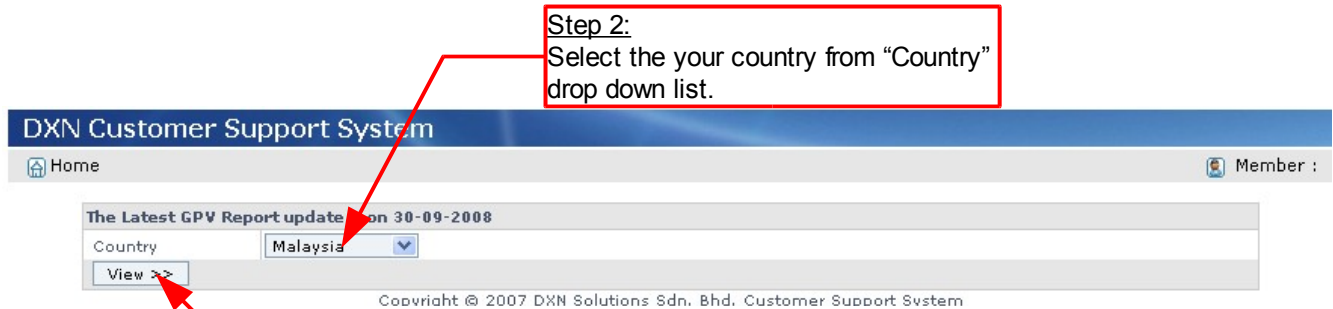 Step 2:
Select the your country from “Country”
drop down list.
DXN Customer Support System
Home
Member :
The Latest GPV Report update on 30-09-2008
Country
Malaysia
View >>
Copyright © 2007 DXN Solutions Sdn. Bhd. Customer Support System